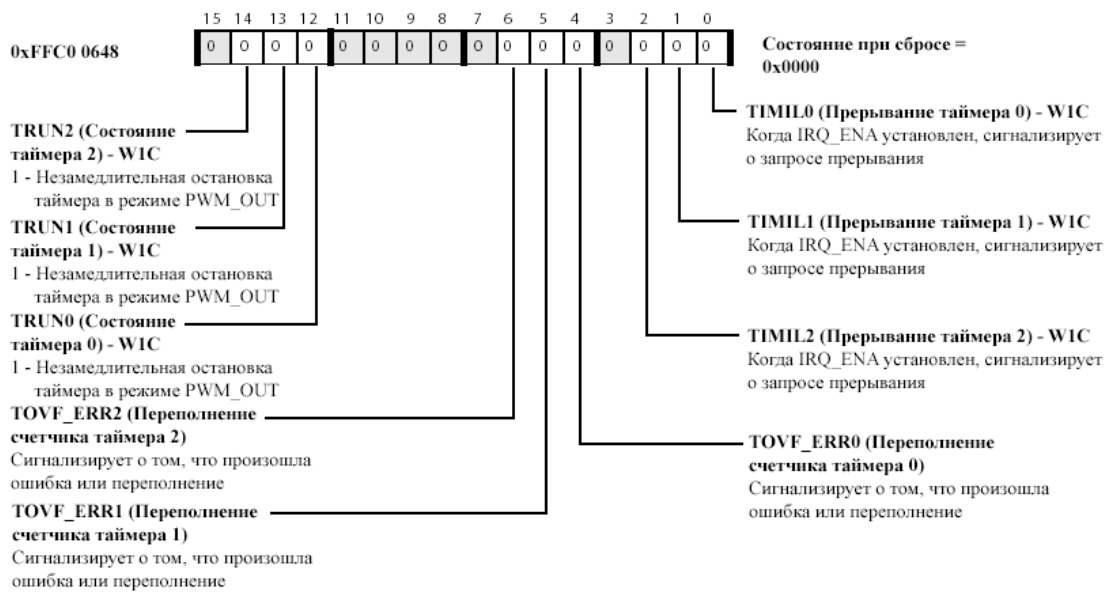 15 14 13 12 11 10 9 8 7 6 5 4 3 2 1 0
0xFFC0 0648
0 0 0 0 0 0 0 0 0 0 0 0 0 0 0 0
Состояние при сбросе =
0x0000
TRUN2 (Состояние
таймера 2) - W1C
1 - Незамедлительная остановка
таймера в режиме PWM_OUT
TRUN1 (Состояние
таймера 1) - W1C
1 - Незамедлительная остановка
таймера в режиме PWM_OUT
TRUN0 (Состояние
таймера 0) - W1C
1 - Незамедлительная остановка
таймера в режиме PWM_OUT
TOVF_ERR2 (Переполнение
счетчика таймера 2)
Сигнализирует о том, что произошла
ошибка или переполнение
TOVF_ERR1 (Переполнение
счетчика таймера 1)
Сигнализирует о том, что произошла
ошибка или переполнение
TIMIL0 (Прерывание таймера 0) - W1C
Когда IRQ_ENA установлен, сигнализирует
о запросе прерывания
TIMIL1 (Прерывание таймера 1) - W1C
Когда IRQ_ENA установлен, сигнализирует
о запросе прерывания
TIMIL2 (Прерывание таймера 2) - W1C
Когда IRQ_ENA установлен, сигнализирует
о запросе прерывания
TOVF_ERR0 (Переполнение
счетчика таймера 0)
Сигнализирует о том, что произошла
ошибка или переполнение